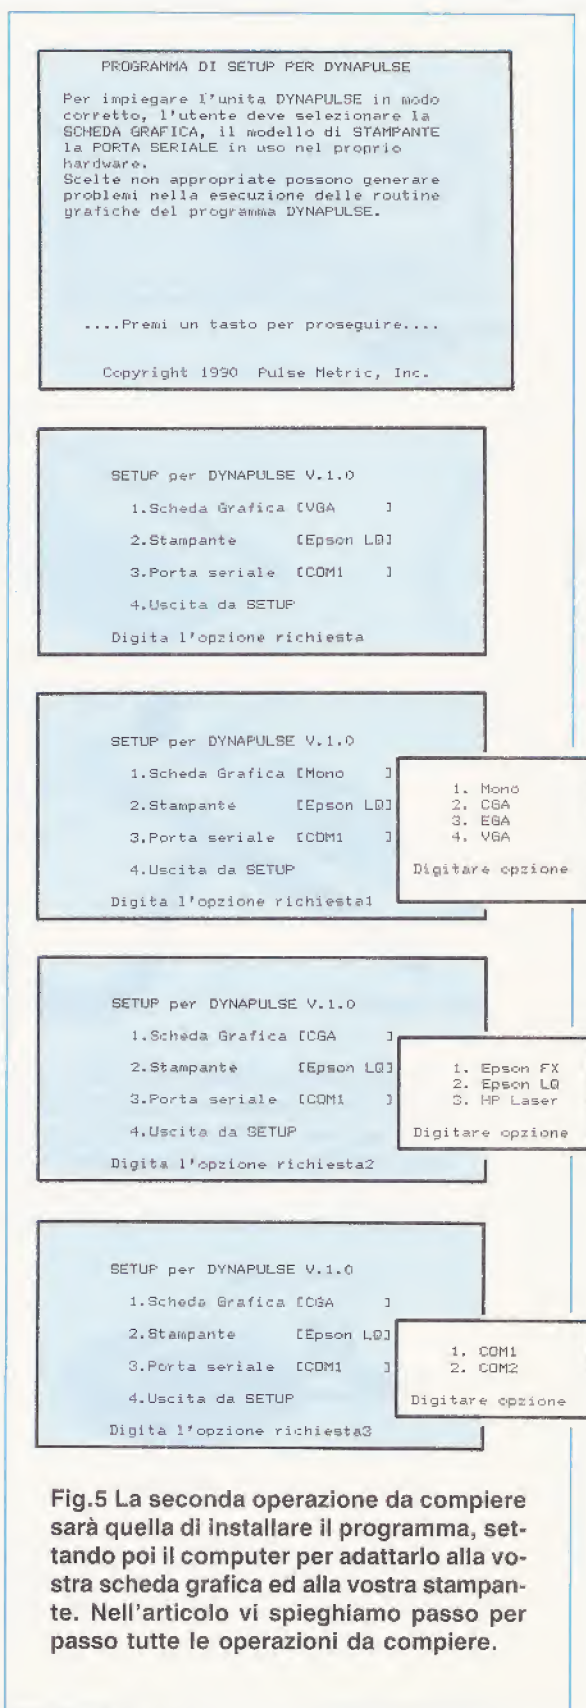 PROGRAMMA DI SETUP PER DYNAPULSE
Per impiegare l'unita DYNAPULSE in modo
corretto, l'utente deve selezionare la
SCHEDA GRAFICA, il modello di STAMPANTE
la PORTA SERIALE in uso nel proprio
hardware.
Scelte non appropriate possono generare
problemi nella esecuzione delle routine
grafiche del programma DYNAPULSE.
....Premi un tasto per proseguire....
Copyright 1990 Pulse Metric, Inc.
SETUP per DYNAPULSE V.1.0
1.Scheda Grafica [VGA ]
2.Stampante [Epson LQ]
3.Porta seriale [COM1 ]
4.Uscita da SETUP
Digita l'opzione richiesta
SETUP per DYNAPULSE V.1.0
1.Scheda Grafica [Mono ]
2.Stampante [Epson LQ]
3.Porta seriale [COM1 ]
4.Uscita da SETUP
Digita l'opzione richiesta1
1. Mono
2. CGA
3. EGA
4. VGA
Digitare opzione
SETUP per DYNAPULSE V.1.0
1.Scheda Grafica [CGA ]
2.Stampante [Epson LQ]
3.Porta seriale [COM1 ]
4.Uscita da SETUP
Digita l'opzione richiesta2
1. Epson FX
2. Epson LQ
3. HP Laser
Digitare opzione
SETUP per DYNAPULSE V.1.0
1.Scheda Grafica [CGA ]
2.Stampante [Epson LQ]
3.Porta seriale [COM1 ]
4.Uscita da SETUP
Digita l'opzione richiesta3
1. COM1
2. COM2
Digitare opzione
Fig.5 La seconda operazione da compiere
sarà quella di installare il programma, set-
tando poi il computer per adattarlo alla vo-
stra scheda grafica ed alla vostra stampan-
te. Nell'articolo vi spieghiamo passo per
passo tutte le operazioni da compiere.